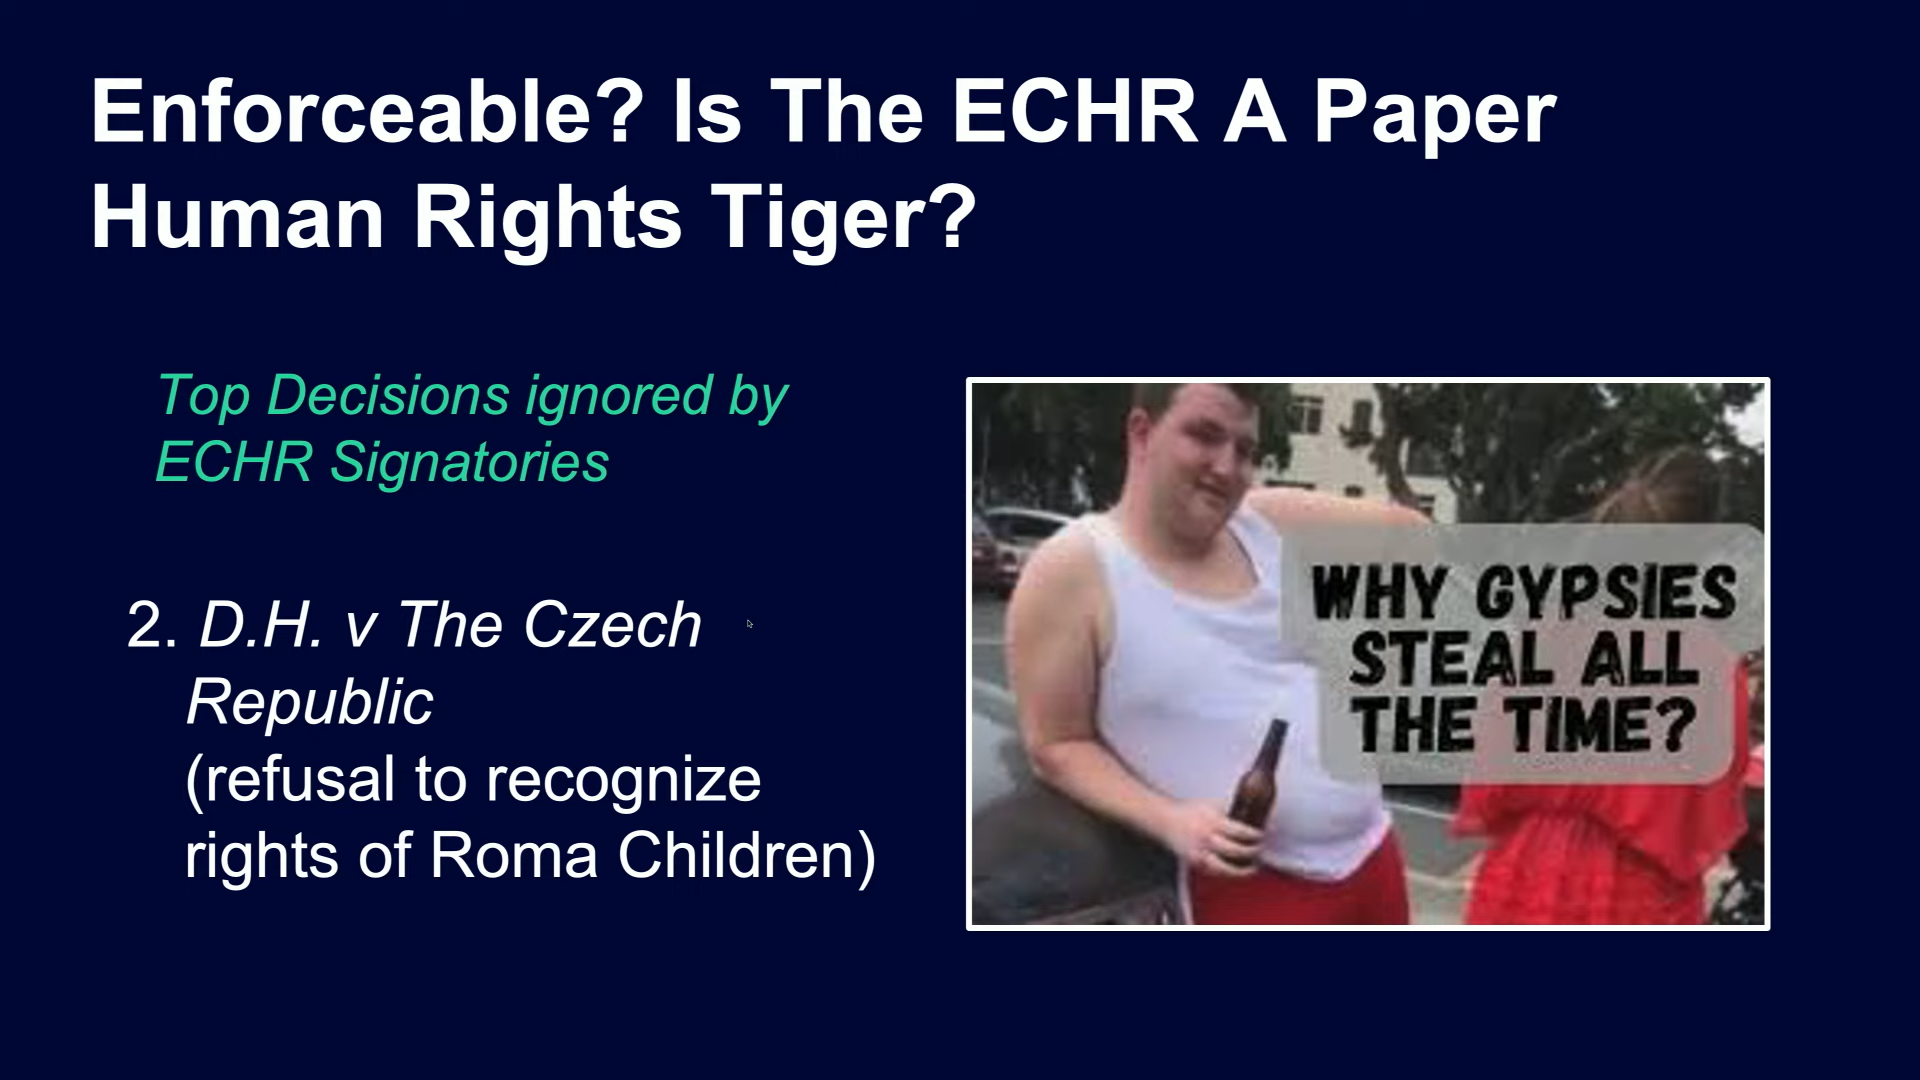 Enforceable? Is The ECHR A Paper
Human Rights Tiger?
Top Decisions ignored by
ECHR Signatories
2. D.H. v The Czech
Republic
(refusal to recognize
rights of Roma Children)
WHY GYPSIES
STEAL ALL
THE TIME?